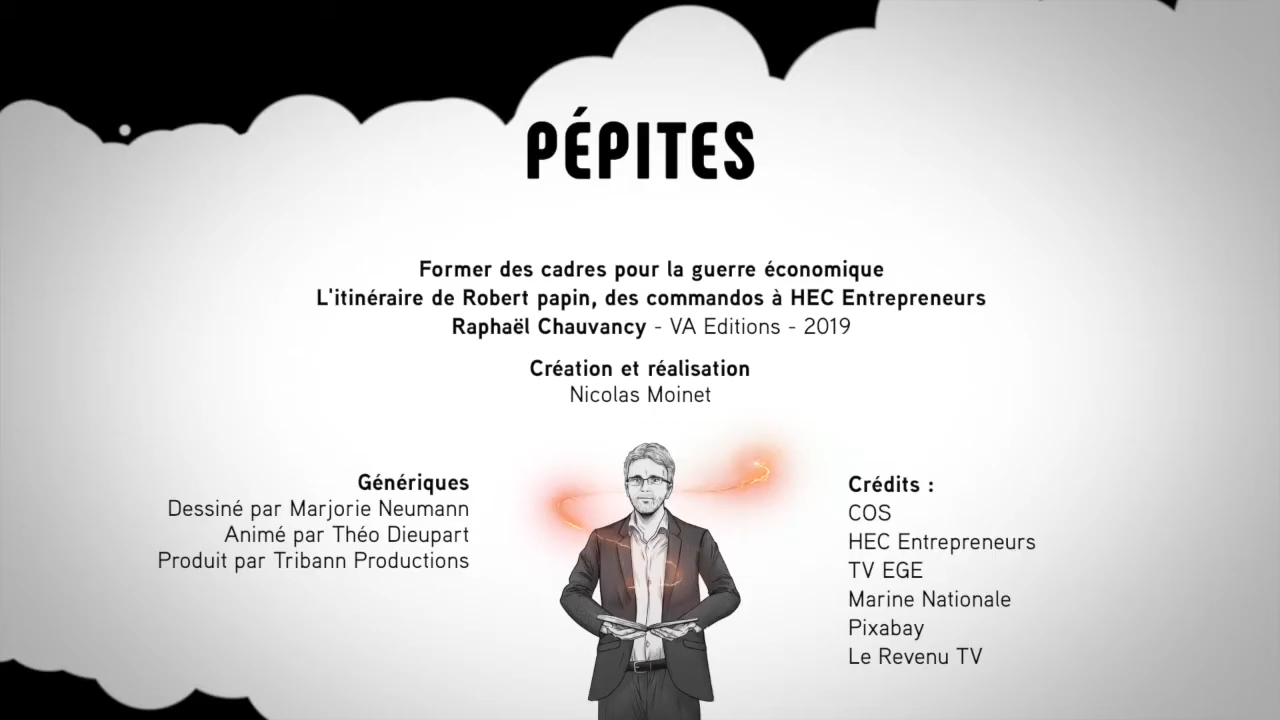 PÉPITES
Former des cadres pour la guerre économique
L'itinéraire de Robert papin, des commandos à HEC Entrepreneurs
Raphaël Chauvancy - VA Editions - 2019
Création et réalisation
Nicolas Moinet
Génériques
Dessiné par Marjorie Neumann
Animé par Théo Dieupart
Produit par Tribann Productions
Crédits :
COS
HEC Entrepreneurs
TV EGE
Marine Nationale
Pixabay
Le Revenu TV